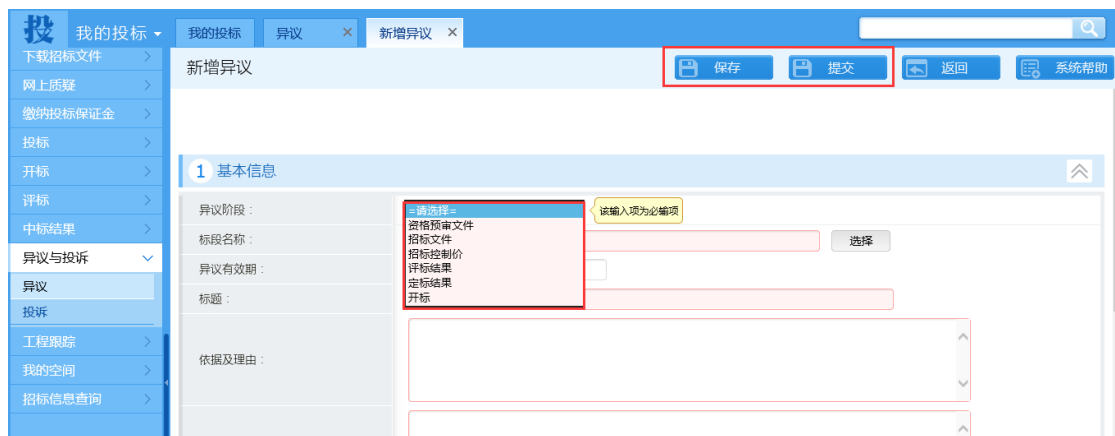 投 我的投标 我的投标 异议 × 新增异议 ×
下载招标文件
网上质疑
缴纳投标保证金
投标
开标
评标
中标结果
异议与投诉
异议
投诉
工程跟踪
我的空间
招标信息查询
新增异议 保存 提交 返回 系统帮助
1 基本信息
异议阶段： =请选择= 该输入项为必输项
资格预审文件
招标文件
招标控制价
评标结果
定标结果
开标
标段名称： 选择
异议有效期：
标题：
依据及理由：